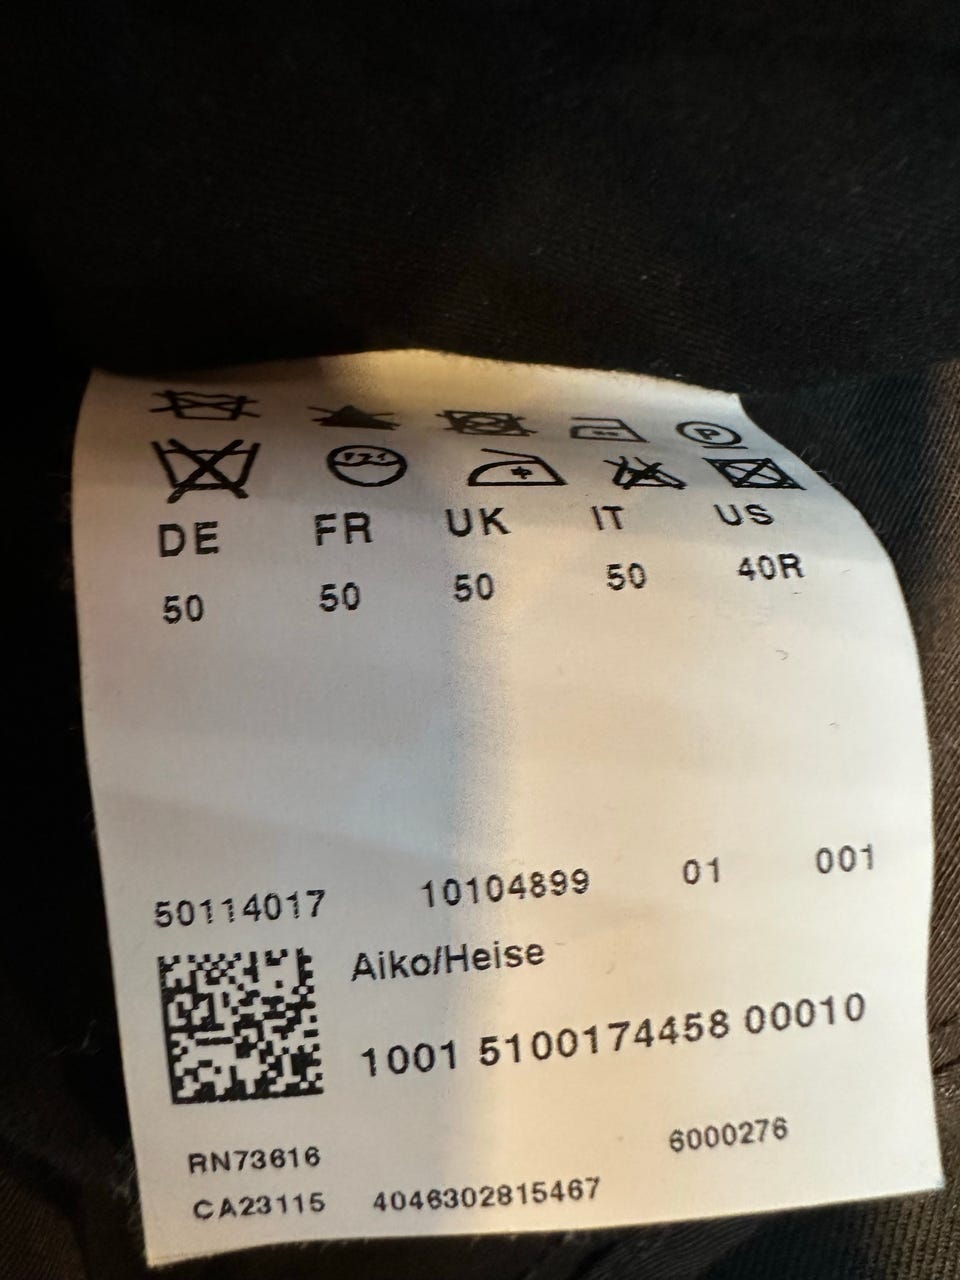 P
DE FR UK IT US
50 50 50 50 40R
50114017 10104899 01 001
Aiko/Heise
1001 5100174458 00010
RN73616 6000276
CA23115 4046302815467